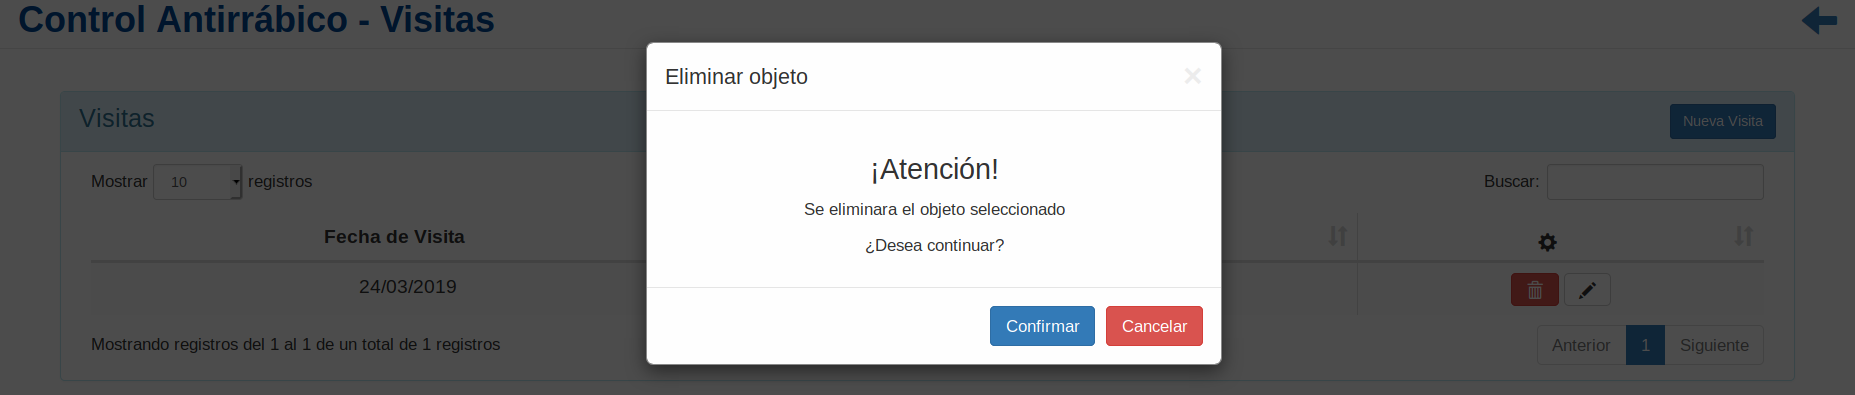 Control Antirrábico - Visitas
Eliminar objeto
Visitas
Nueva Visita
¡Atención!
Mostrar 10 registros
Buscar:
Se eliminara el objeto seleccionado
Fecha de Visita
¿Desea continuar?
24/03/2019
Confirmar Cancelar
Mostrando registros del 1 al 1 de un total de 1 registros
Anterior 1 Siguiente